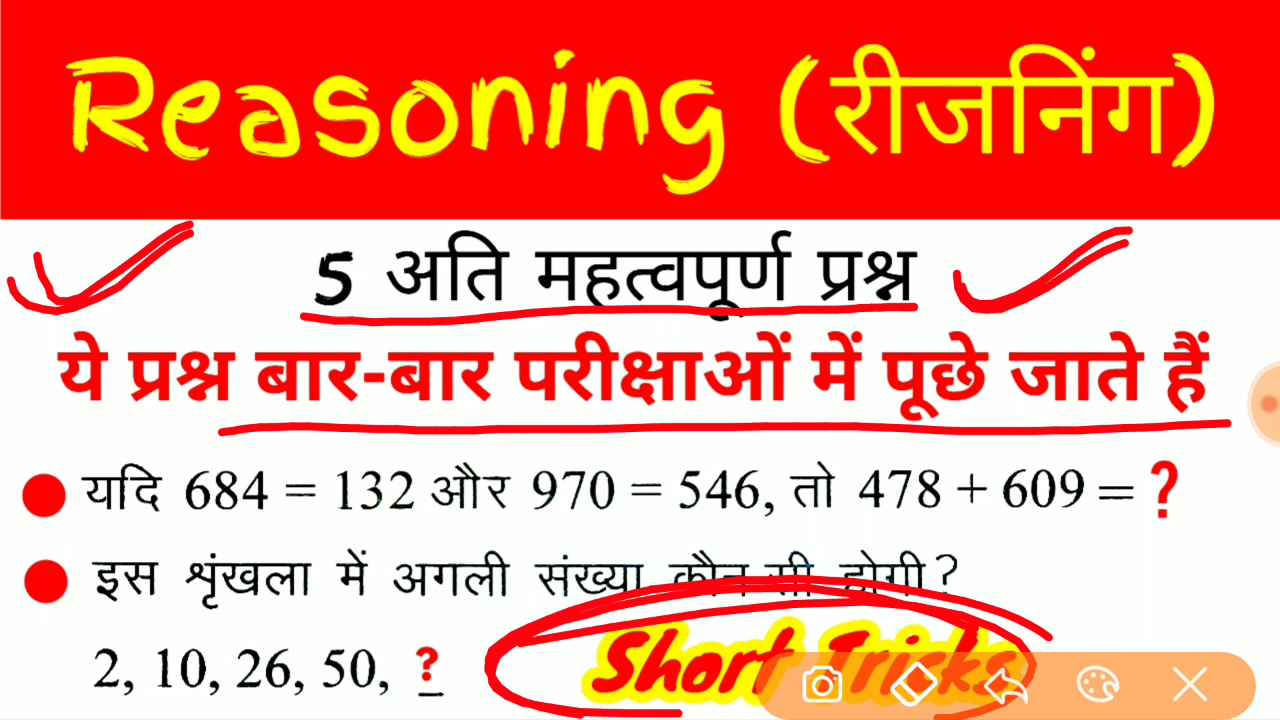 Reasoning (रीजनिंग)
5 अति महत्वपूर्ण प्रश्न
ये प्रश्न बार-बार परीक्षाओं में पूछे जाते हैं
यदि 684 = 132 और 970 = 546, तो 478 + 609 = ?
इस शृंखला में अगली संख्या कौन सी होगी?
2, 10, 26, 50, ?
Short Tricks